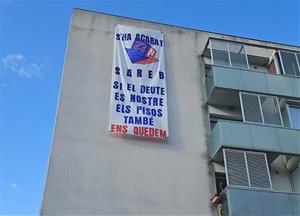 S'HA ACABAT
SAREB
SI EL DEUTE
ES NOSTRE
ELS PISOS
TAMBÉ
ENS QUEDEM